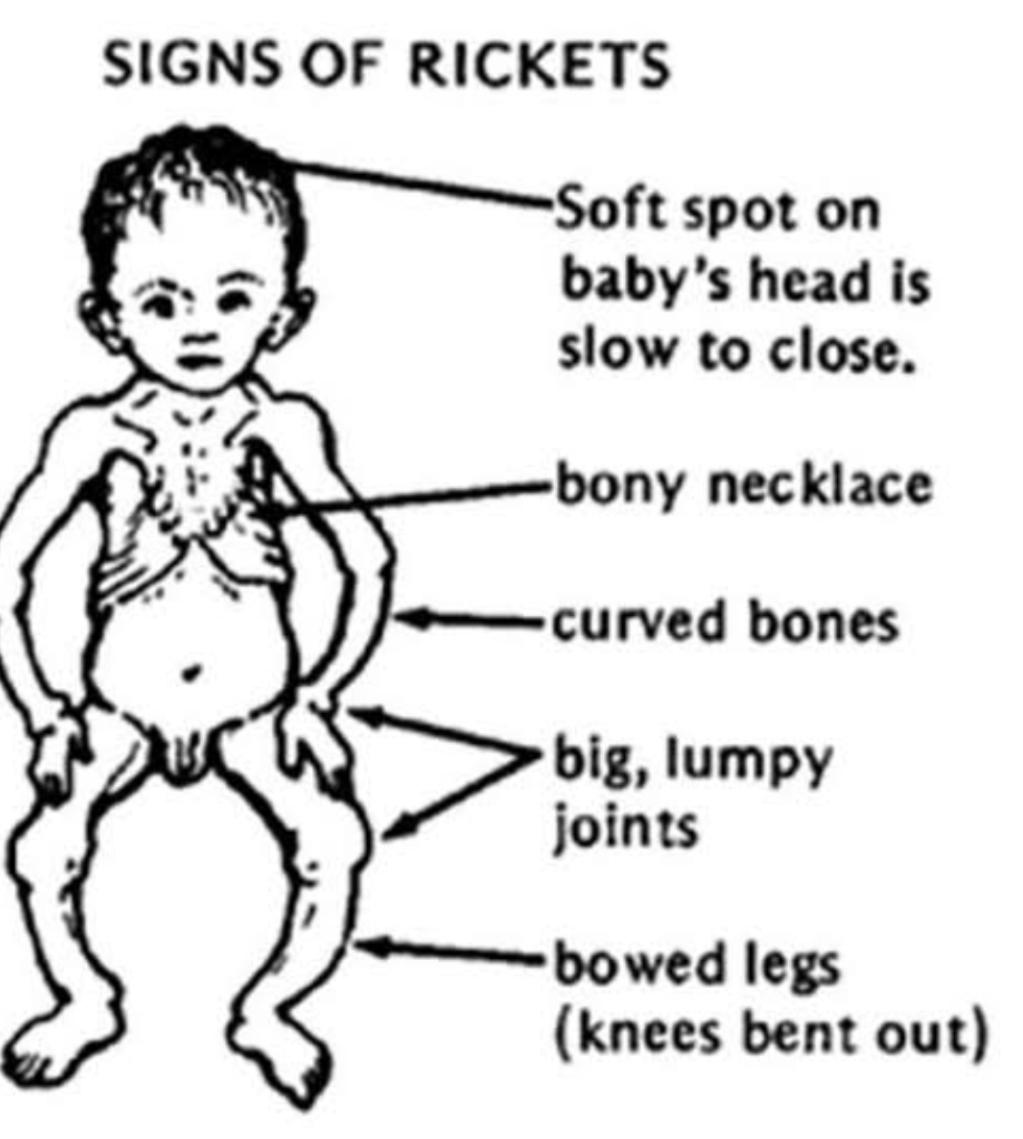 SIGNS OF RICKETS
Soft spot on
baby's head is
slow to close.
bony necklace
curved bones
big, lumpy
joints
bowed legs
(knees bent out)